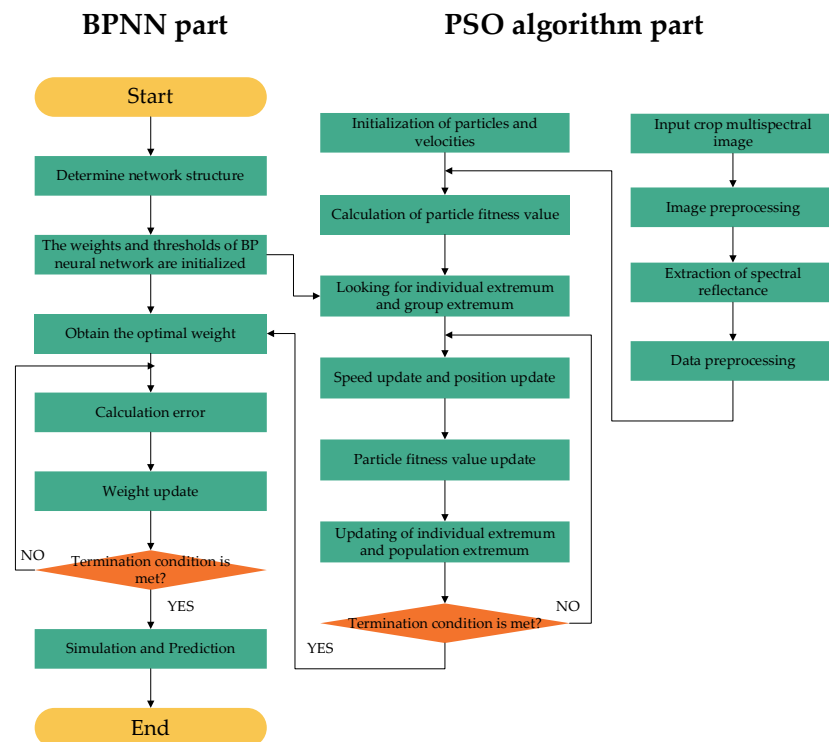 BPNN part
PSO algorithm part
Start
Determine network structure
The weights and thresholds of BP
neural network are initialized
Obtain the optimal weight
Calculation error
Weight update
NO
Termination condition is
met?
YES
Simulation and Prediction
End
Initialization of particles and
velocities
Calculation of particle fitness value
Looking for individual extremum
and group extremum
Speed update and position update
Particle fitness value update
Updating of individual extremum
and population extremum
Termination condition is met?
NO
YES
Input crop multispectral
image
Image preprocessing
Extraction of spectral
reflectance
Data preprocessing